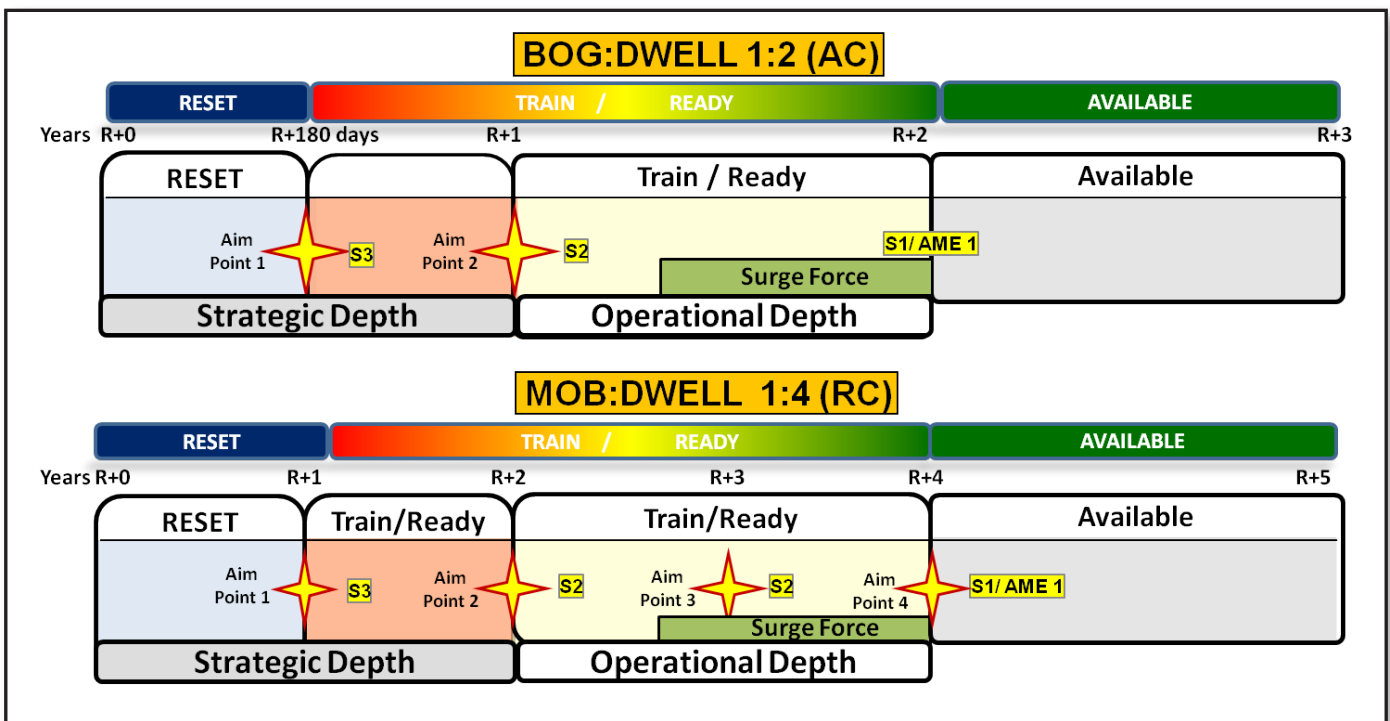 BOG:DWELL 1:2 (AC)
RESET TRAIN / READY AVAILABLE
Years R+0 R+180 days R+1 R+2 R+3
RESET Train / Ready Available
Aim
Point 1
S3
Aim
Point 2
S2
S1/ AME 1
Surge Force
Strategic Depth Operational Depth
MOB:DWELL 1:4 (RC)
RESET TRAIN / READY AVAILABLE
Years R+0 R+1 R+2 R+3 R+4 R+5
RESET Train/Ready Train/Ready Available
Aim
Point 1
S3
Aim
Point 2
S2
Aim
Point 3
S2
Aim
Point 4
S1/ AME 1
Surge Force
Strategic Depth Operational Depth